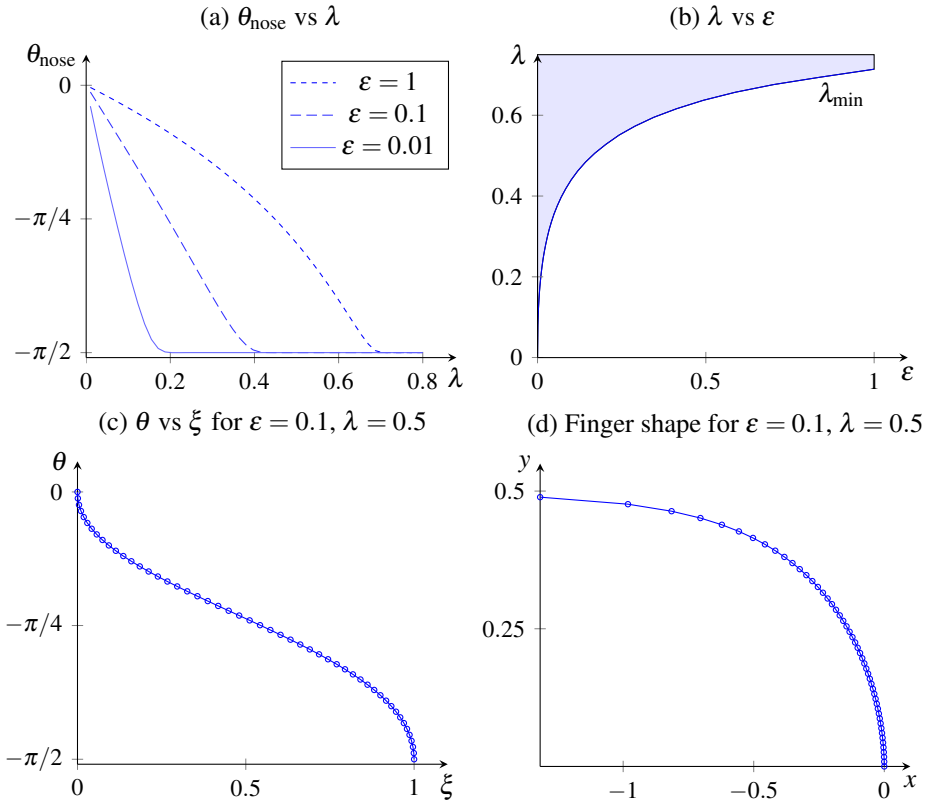 (a) θnose vs λ
θnose
0
−π/4
−π/2
0
0.2
0.4
0.6
0.8
λ
ε = 1
ε = 0.1
ε = 0.01
(b) λ vs ε
λ
0.6
0.4
0.2
0
0
0.5
1
ε
λmin
(c) θ vs ξ for ε = 0.1, λ = 0.5
θ
0
−π/4
−π/2
0
0.5
1
ξ
(d) Finger shape for ε = 0.1, λ = 0.5
y
0.5
0.25
−1
−0.5
0
x